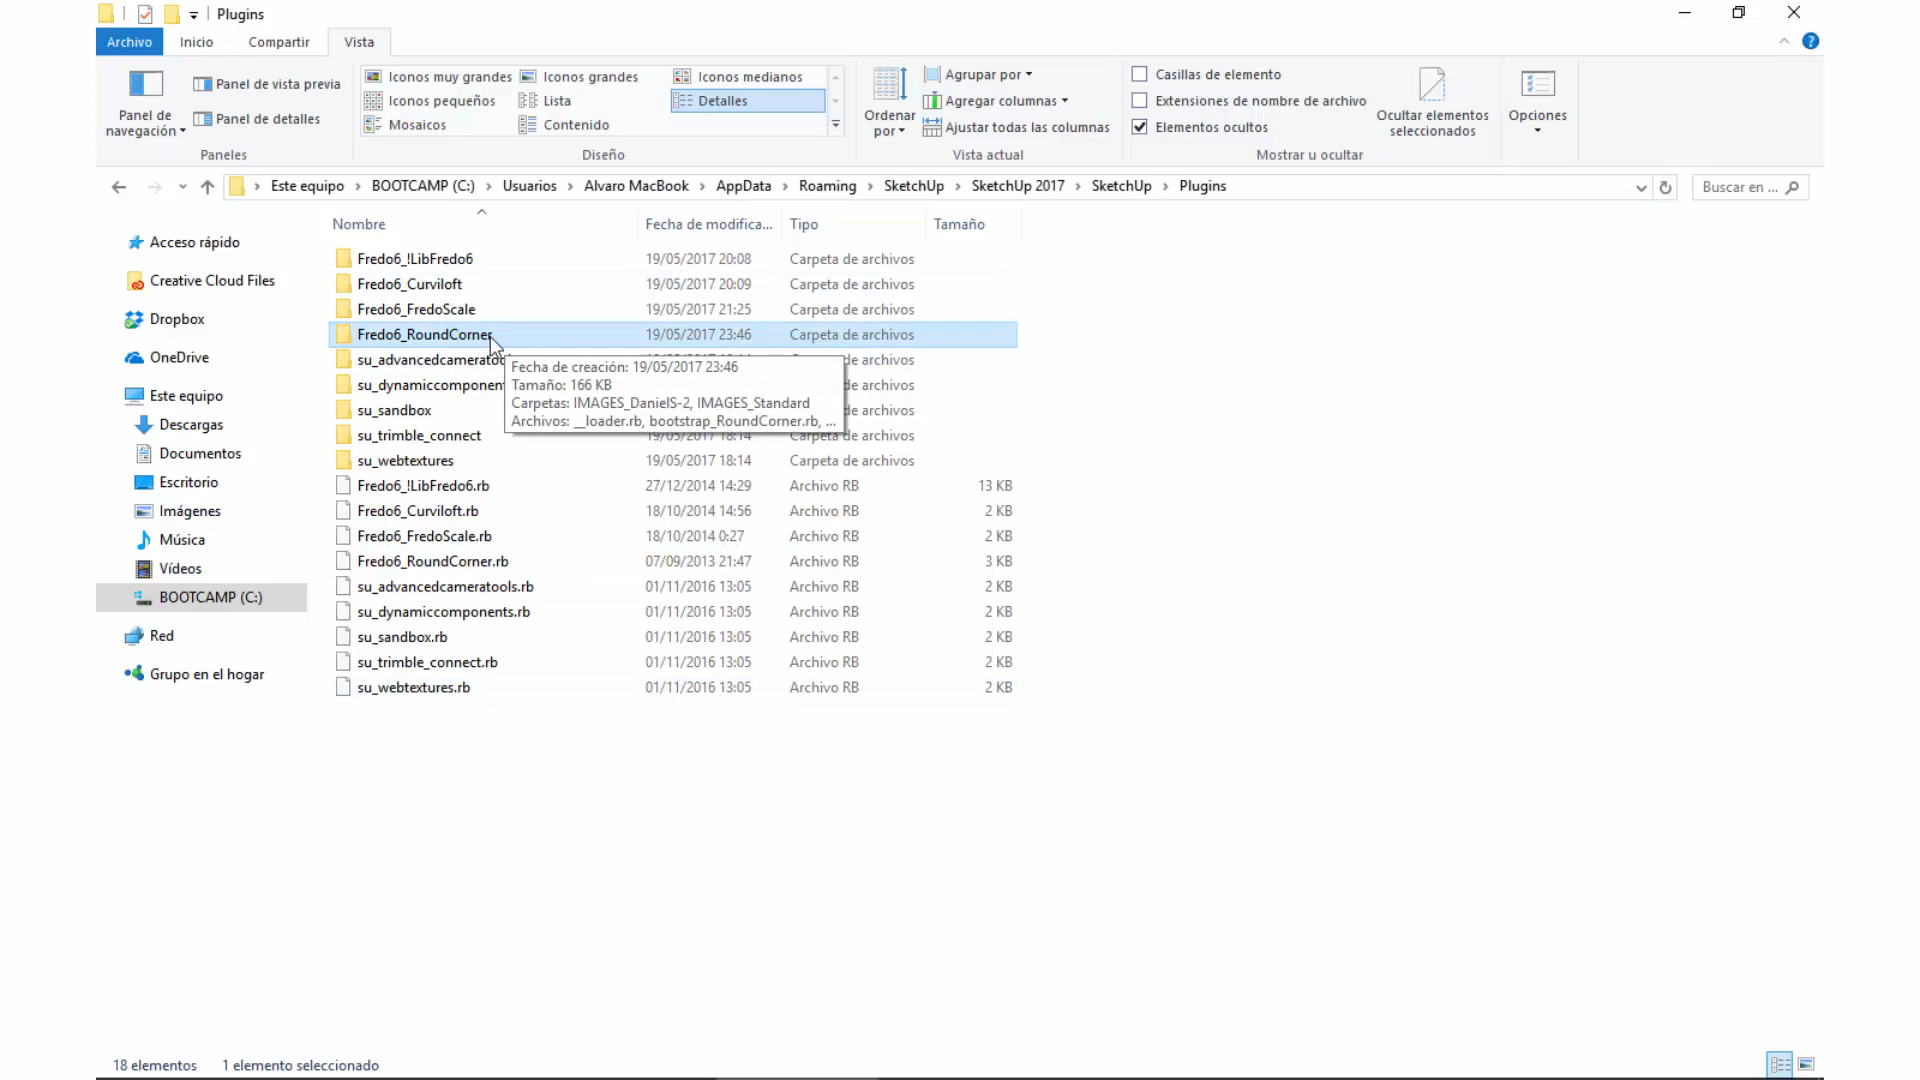 Plugins
Archivo Inicio Compartir Vista
Panel de navegación
Panel de vista previa
Panel de detalles
Paneles
Iconos muy grandes Iconos grandes Iconos medianos
Iconos pequeños Lista Detalles
Mosaicos Contenido
Diseño
Ordenar por
Agrupar por
Agregar columnas
Ajustar todas las columnas
Vista actual
Casillas de elemento
Extensiones de nombre de archivo
Elementos ocultos
Ocultar elementos seleccionados
Mostrar u ocultar
Opciones
Este equipo BOOTCAMP (C:) Usuarios Alvaro MacBook AppData Roaming SketchUp SketchUp 2017 SketchUp Plugins
Buscar en ...
Acceso rápido
Creative Cloud Files
Dropbox
OneDrive
Este equipo
Descargas
Documentos
Escritorio
Imágenes
Música
Vídeos
BOOTCAMP (C:)
Red
Grupo en el hogar
Nombre Fecha de modifica... Tipo Tamaño
Fredo6_!LibFredo6 19/05/2017 20:08 Carpeta de archivos
Fredo6_Curviloft 19/05/2017 20:09 Carpeta de archivos
Fredo6_FredoScale 19/05/2017 21:25 Carpeta de archivos
Fredo6_RoundCorner 19/05/2017 23:46 Carpeta de archivos
su_advancedcameratoo de archivos
su_dynamiccomponent de archivos
su_sandbox de archivos
su_trimble_connect 19/05/2017 18:14 Carpeta de archivos
su_webtextures 19/05/2017 18:14 Carpeta de archivos
Fredo6_!LibFredo6.rb 27/12/2014 14:29 Archivo RB 13 KB
Fredo6_Curviloft.rb 18/10/2014 14:56 Archivo RB 2 KB
Fredo6_FredoScale.rb 18/10/2014 0:27 Archivo RB 2 KB
Fredo6_RoundCorner.rb 07/09/2013 21:47 Archivo RB 3 KB
su_advancedcameratools.rb 01/11/2016 13:05 Archivo RB 2 KB
su_dynamiccomponents.rb 01/11/2016 13:05 Archivo RB 2 KB
su_sandbox.rb 01/11/2016 13:05 Archivo RB 2 KB
su_trimble_connect.rb 01/11/2016 13:05 Archivo RB 2 KB
su_webtextures.rb 01/11/2016 13:05 Archivo RB 2 KB
Fecha de creación: 19/05/2017 23:46
Tamaño: 166 KB
Carpetas: IMAGES_DanielS-2, IMAGES_Standard
Archivos: __loader.rb, bootstrap_RoundCorner.rb, ...
18 elementos 1 elemento seleccionado